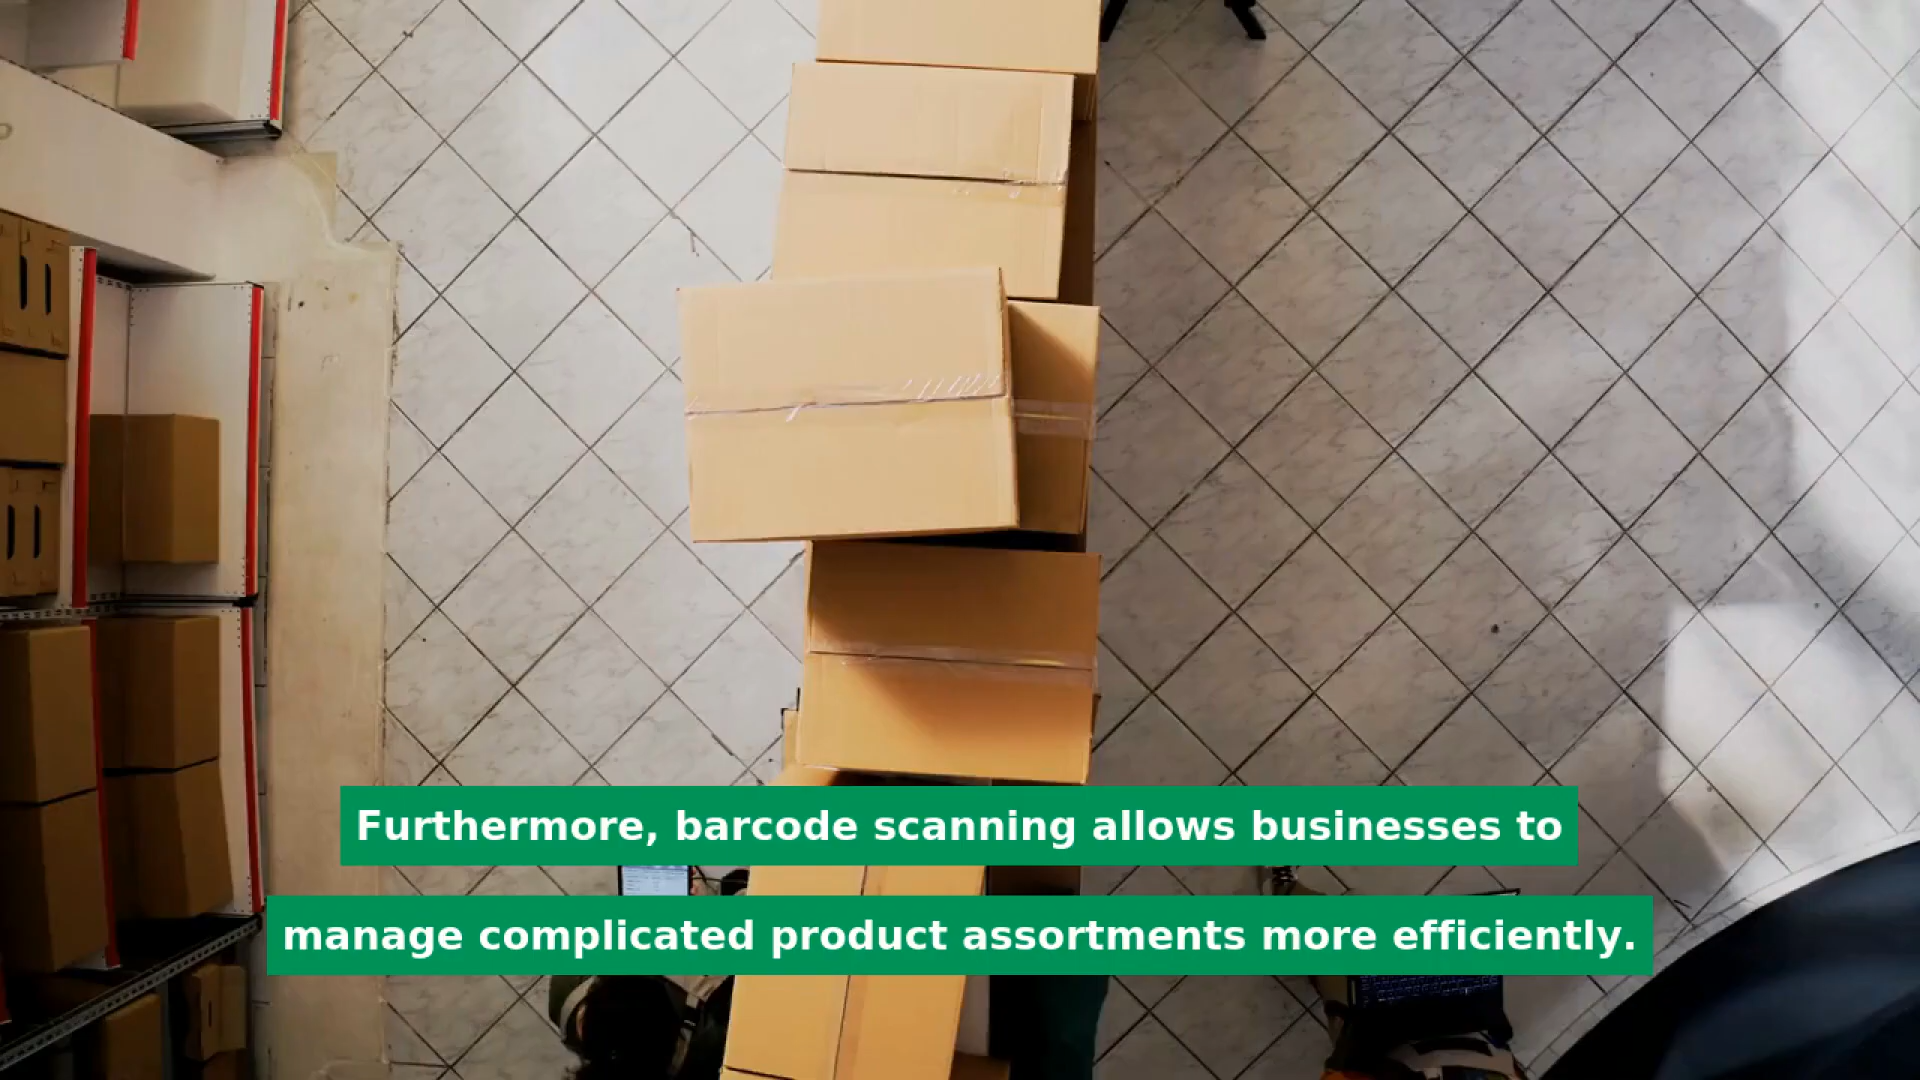 Furthermore, barcode scanning allows businesses to
manage complicated product assortments more efficiently.